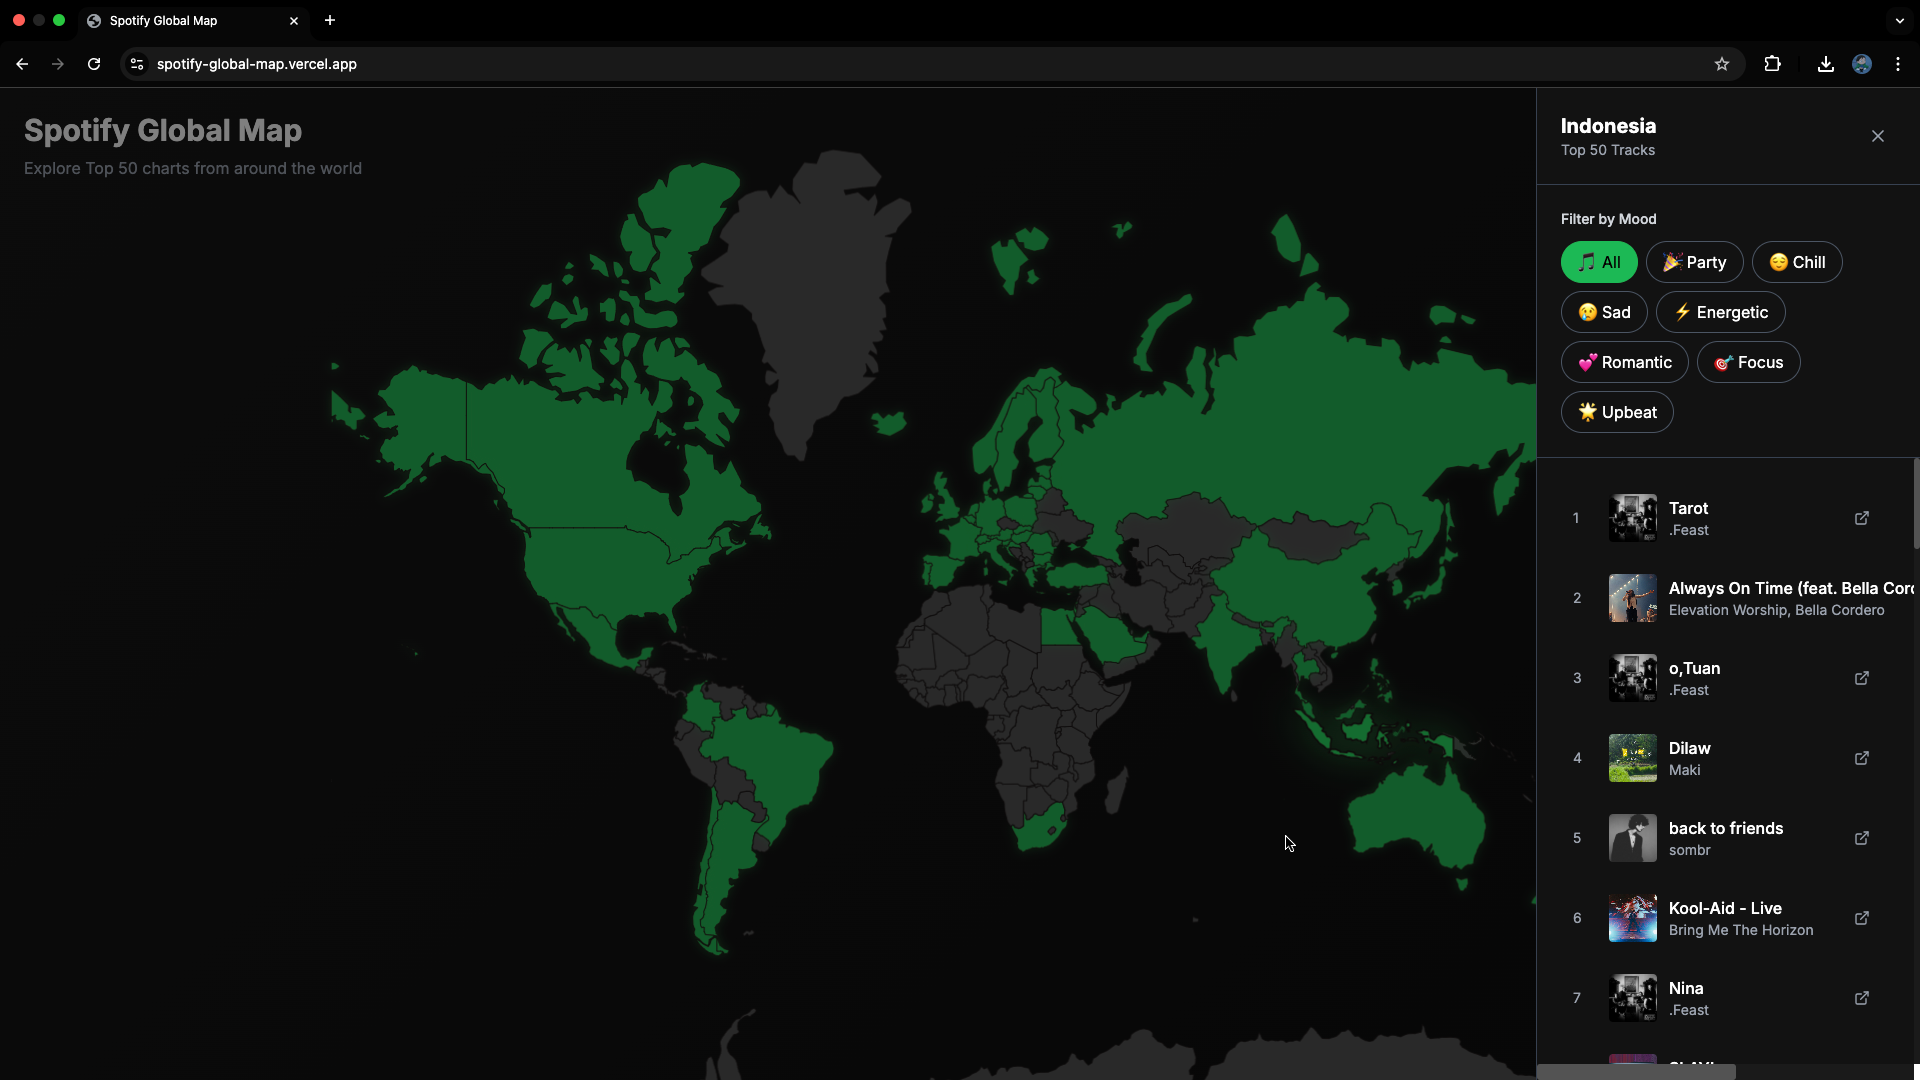 Spotify Global Map
spotify-global-map.vercel.app
Spotify Global Map
Explore Top 50 charts from around the world
Indonesia
Top 50 Tracks
Filter by Mood
🎵 All
🎉 Party
😌 Chill
😢 Sad
⚡ Energetic
💕 Romantic
🎯 Focus
🌟 Upbeat
1
Tarot
.Feast
2
Always On Time (feat. Bella Cor
Elevation Worship, Bella Cordero
3
o,Tuan
.Feast
4
Dilaw
Maki
5
back to friends
sombr
6
Kool-Aid - Live
Bring Me The Horizon
7
Nina
.Feast